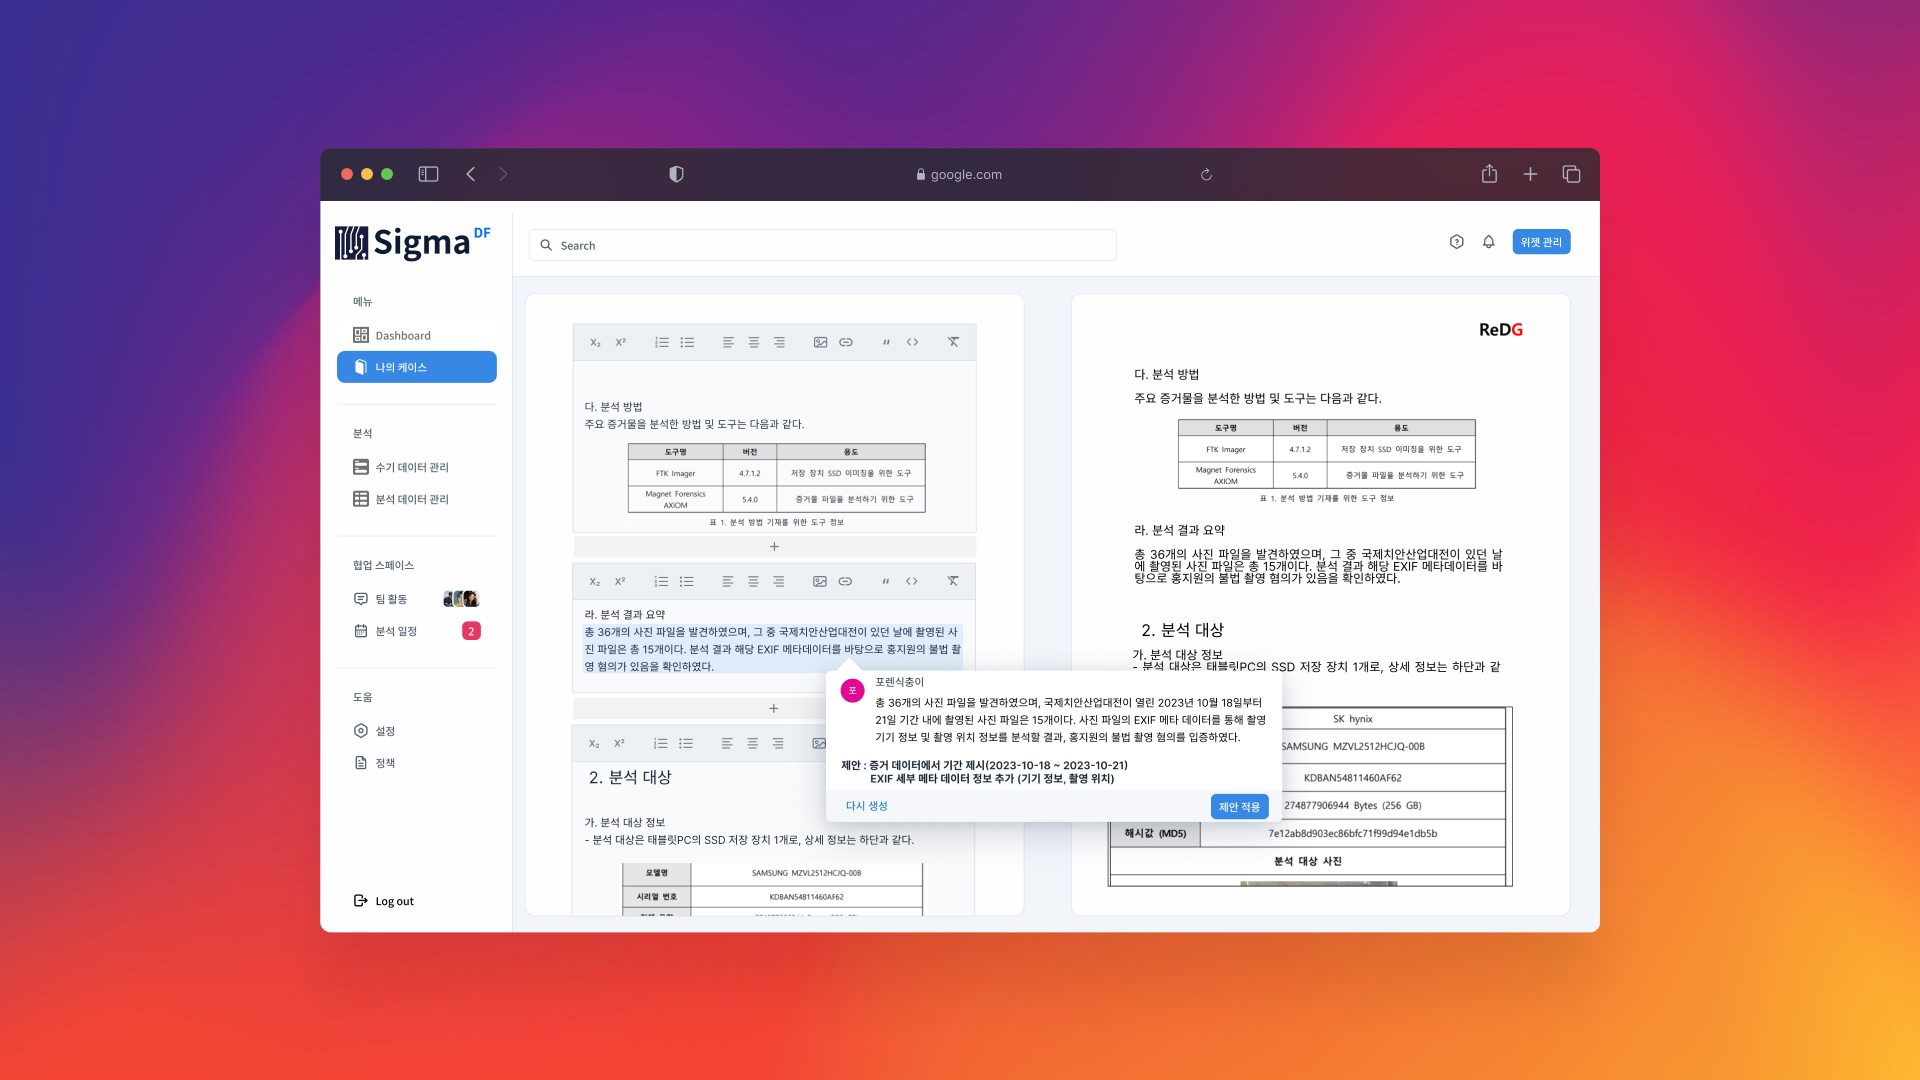 google.com
Sigma DF
Search
위젯 관리
메뉴
Dashboard
나의 케이스
분석
수기 데이터 관리
분석 데이터 관리
협업 스페이스
팀 활동
분석 일정
2
도움
설정
정책
Log out
X₂ X²
다. 분석 방법
주요 증거물을 분석한 방법 및 도구는 다음과 같다.
도구명 버전 용도
FTK Imager 4.7.1.2 저장 장치 SSD 이미징을 위한 도구
Magnet Forensics AXIOM 5.4.0 증거물 파일을 분석하기 위한 도구
표 1. 분석 방법 기재를 위한 도구 정보
+
X₂ X²
라. 분석 결과 요약
총 36개의 사진 파일을 발견하였으며, 그 중 국제치안산업대전이 있던 날에 촬영된 사
진 파일은 총 15개이다. 분석 결과 해당 EXIF 메타데이터를 바탕으로 홍지원의 불법 촬
영 혐의가 있음을 확인하였다.
+
X₂ X²
2. 분석 대상
가. 분석 대상 정보
- 분석 대상은 태블릿PC의 SSD 저장 장치 1개로, 상세 정보는 하단과 같다.
모델명 SAMSUNG MZVL2512HCJQ-00B
시리얼 번호 KDBAN54811460AF62
포
포렌식충이
총 36개의 사진 파일을 발견하였으며, 국제치안산업대전이 열린 2023년 10월 18일부터
21일 기간 내에 촬영된 사진 파일은 15개이다. 사진 파일의 EXIF 메타 데이터를 통해 촬영
기기 정보 및 촬영 위치 정보를 분석할 결과, 홍지원의 불법 촬영 혐의를 입증하였다.
제안 : 증거 데이터에서 기간 제시(2023-10-18 ~ 2023-10-21)
EXIF 세부 메타 데이터 정보 추가 (기기 정보, 촬영 위치)
다시 생성
제안 적용
ReDG
다. 분석 방법
주요 증거물을 분석한 방법 및 도구는 다음과 같다.
도구명 버전 용도
FTK Imager 4.7.1.2 저장 장치 SSD 이미징을 위한 도구
Magnet Forensics AXIOM 5.4.0 증거물 파일을 분석하기 위한 도구
표 1. 분석 방법 기재를 위한 도구 정보
라. 분석 결과 요약
총 36개의 사진 파일을 발견하였으며, 그 중 국제치안산업대전이 있던 날
에 촬영된 사진 파일은 총 15개이다. 분석 결과 해당 EXIF 메타데이터를 바
탕으로 홍지원의 불법 촬영 혐의가 있음을 확인하였다.
2. 분석 대상
가. 분석 대상 정보
- 분석 대상은 태블릿PC의 SSD 저장 장치 1개로, 상세 정보는 하단과 같
SK hynix
SAMSUNG MZVL2512HCJQ-00B
KDBAN54811460AF62
274877906944 Bytes (256 GB)
해시값 (MD5) 7e12ab8d903ec86bfc71f99d94e1db5b
분석 대상 사진